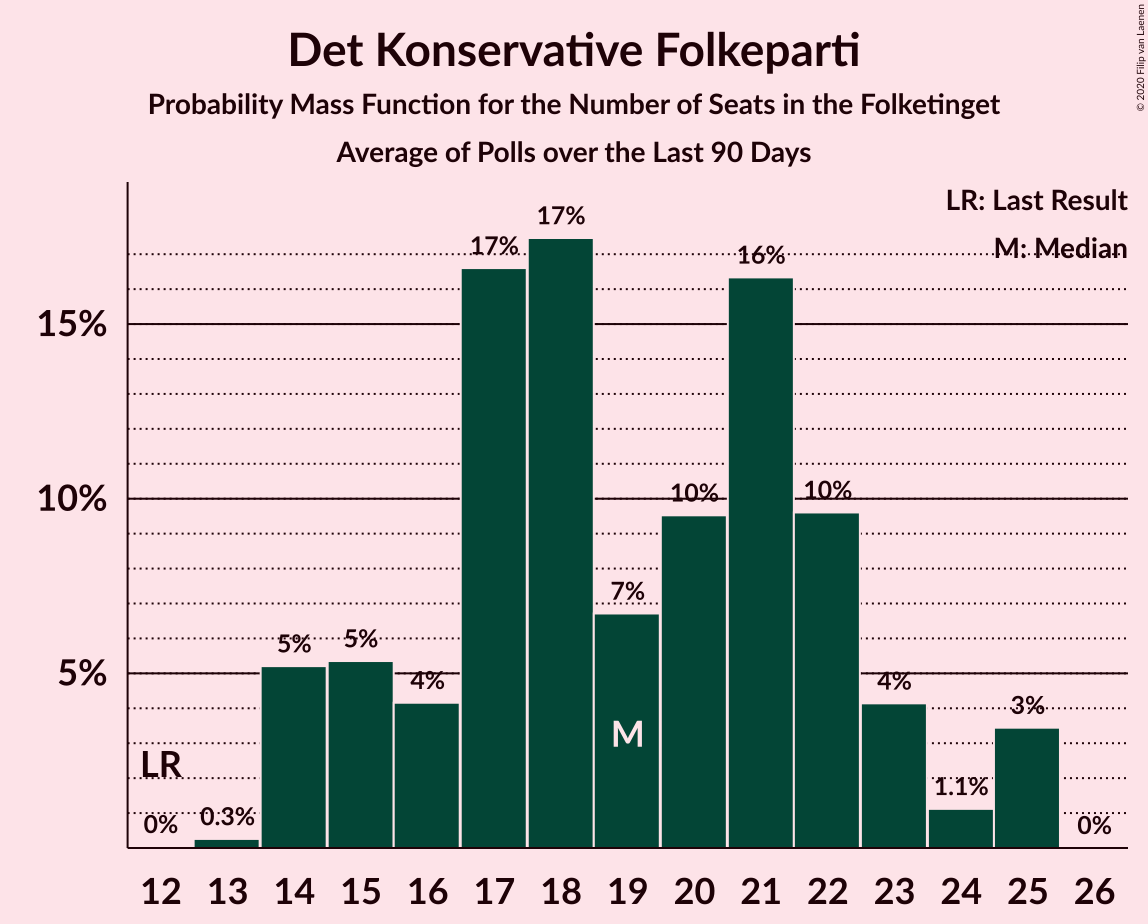 Det Konservative Folkeparti
Probability Mass Function for the Number of Seats in the Folketinget
Average of Polls over the Last 90 Days
© 2020 Filip van Laenen
LR: Last Result
M: Median
17%
17%
16%
15%
10%
10%
10%
7%
5%
5%
5%
4%
4%
3%
M
LR
1.1%
0%
0.3%
0%
12 13 14 15 16 17 18 19 20 21 22 23 24 25 26